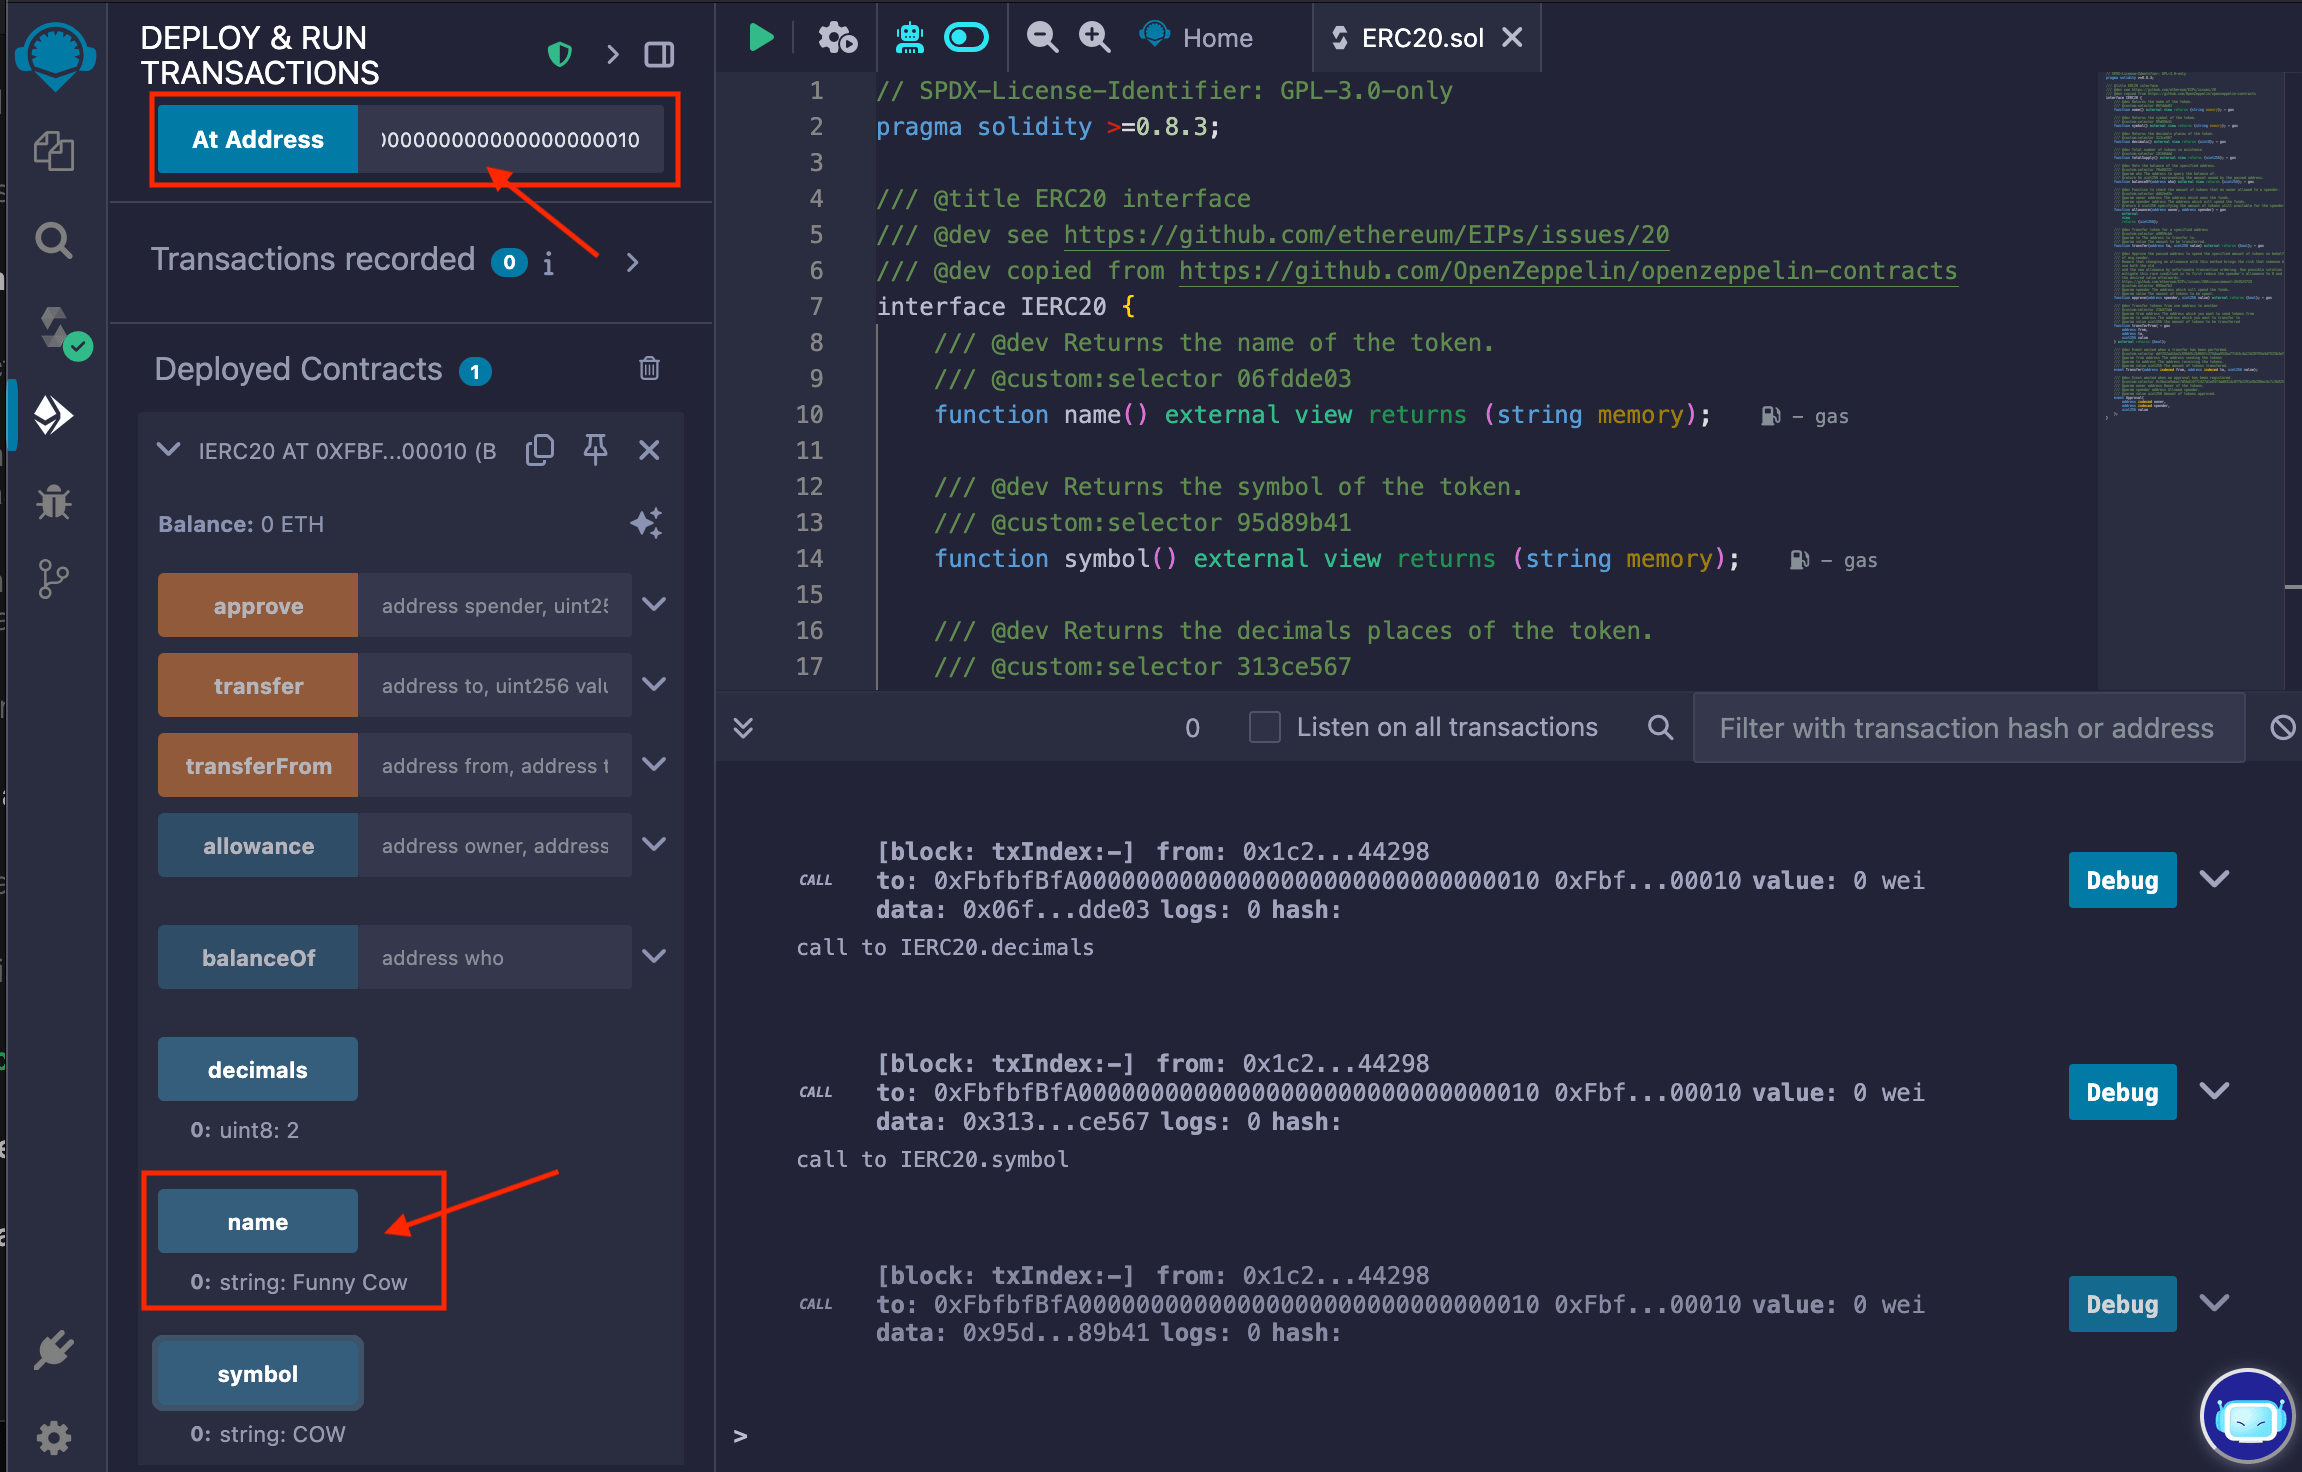 DEPLOY & RUN
TRANSACTIONS
At Address
000000000000000000010
Transactions recorded 0 i
Deployed Contracts 1
IERC20 AT 0XFBF...00010 (B
Balance: 0 ETH
approve address spender, uint25
transfer address to, uint256 valu
transferFrom address from, address t
allowance address owner, address
balanceOf address who
decimals
0: uint8: 2
name
0: string: Funny Cow
symbol
0: string: COW
Home
ERC20.sol
1 // SPDX-License-Identifier: GPL-3.0-only
2 pragma solidity >=0.8.3;
3
4 /// @title ERC20 interface
5 /// @dev see https://github.com/ethereum/EIPs/issues/20
6 /// @dev copied from https://github.com/OpenZeppelin/openzeppelin-contracts
7 interface IERC20 {
8 /// @dev Returns the name of the token.
9 /// @custom:selector 06fdde03
10 function name() external view returns (string memory); – gas
11
12 /// @dev Returns the symbol of the token.
13 /// @custom:selector 95d89b41
14 function symbol() external view returns (string memory); – gas
15
16 /// @dev Returns the decimals places of the token.
17 /// @custom:selector 313ce567
0 Listen on all transactions Filter with transaction hash or address
[block: txIndex:–] from: 0x1c2...44298
CALL to: 0xFbfbfBfA00000000000000000000000000000010 0xFbf...00010 value: 0 wei Debug
data: 0x06f...dde03 logs: 0 hash:
call to IERC20.decimals
[block: txIndex:–] from: 0x1c2...44298
CALL to: 0xFbfbfBfA00000000000000000000000000000010 0xFbf...00010 value: 0 wei Debug
data: 0x313...ce567 logs: 0 hash:
call to IERC20.symbol
[block: txIndex:–] from: 0x1c2...44298
CALL to: 0xFbfbfBfA00000000000000000000000000000010 0xFbf...00010 value: 0 wei Debug
data: 0x95d...89b41 logs: 0 hash:
>